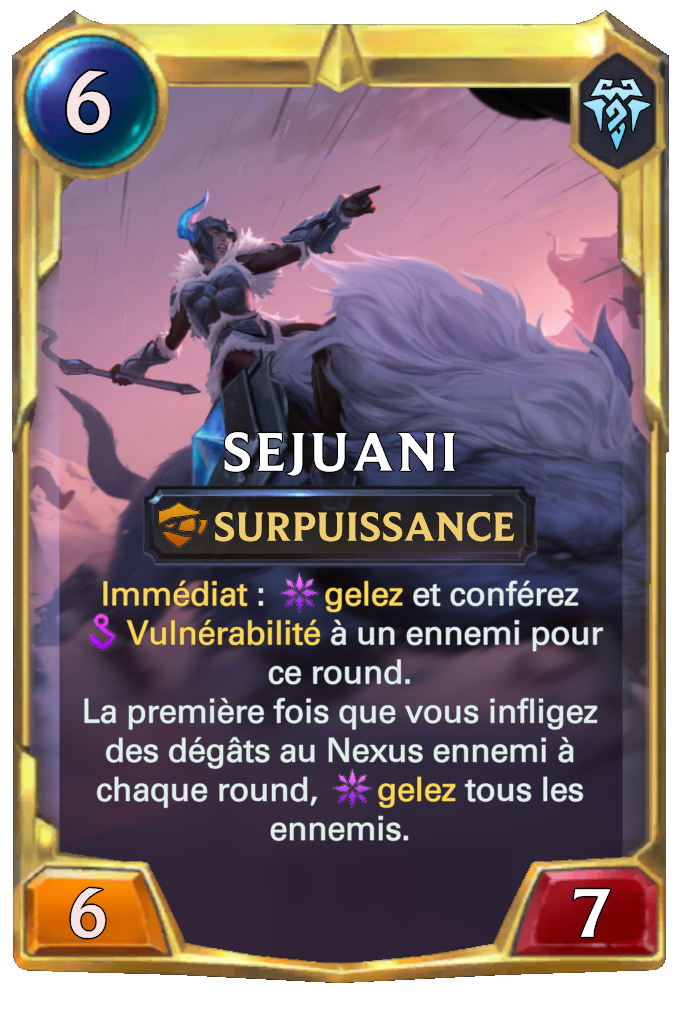 6
SEJUANI
SURPUISSANCE
Immédiat : gelez et conférez
Vulnérabilité à un ennemi pour
ce round.
La première fois que vous infligez
des dégâts au Nexus ennemi à
chaque round, gelez tous les
ennemis.
6
7